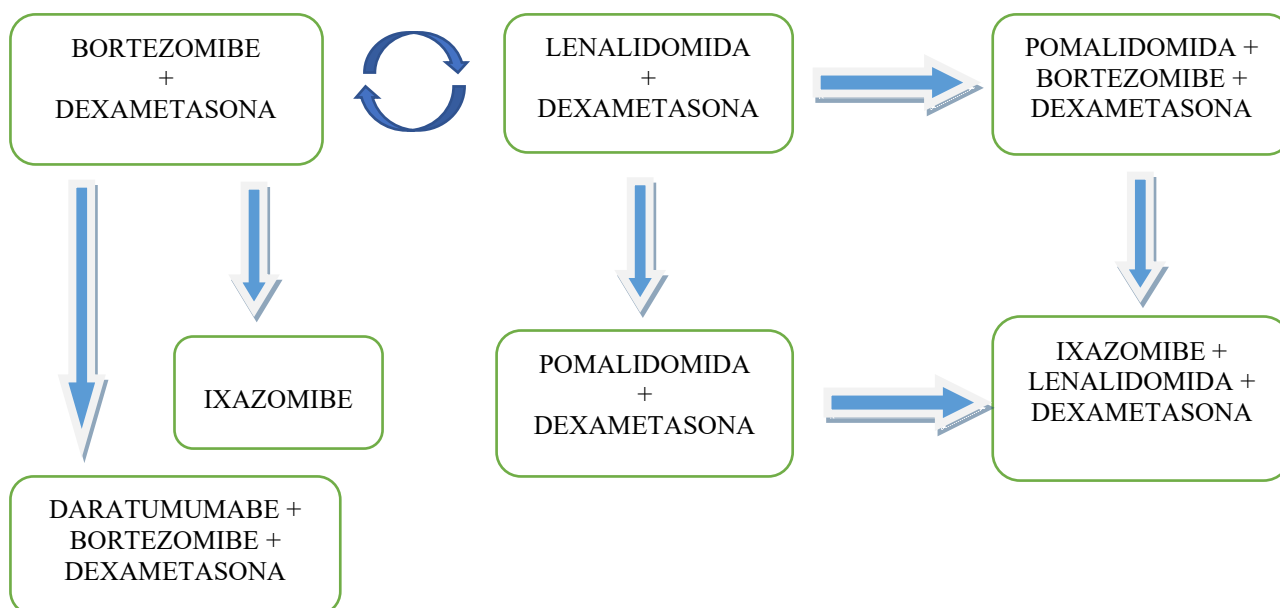 BORTEZOMIBE
+
DEXAMETASONA
LENALIDOMIDA
+
DEXAMETASONA
POMALIDOMIDA +
BORTEZOMIBE +
DEXAMETASONA
IXAZOMIBE
POMALIDOMIDA
+
DEXAMETASONA
IXAZOMIBE +
LENALIDOMIDA +
DEXAMETASONA
DARATUMUMABE +
BORTEZOMIBE +
DEXAMETASONA